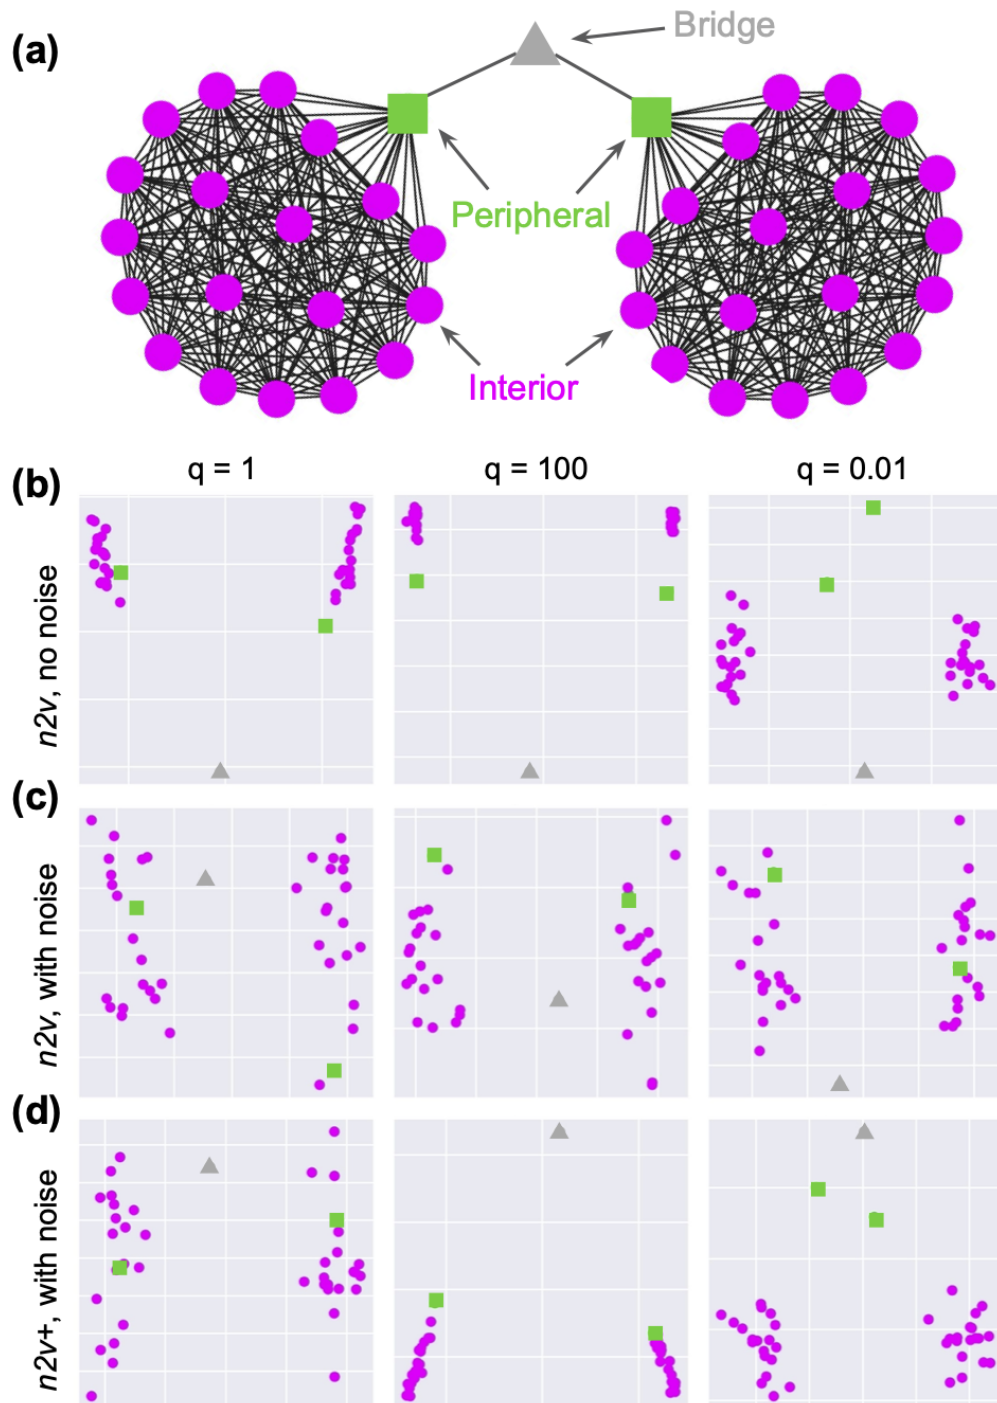 (a)
Bridge
Peripheral
Interior
q = 1
q = 100
q = 0.01
(b)
n2v, no noise
(c)
n2v, with noise
(d)
n2v+, with noise